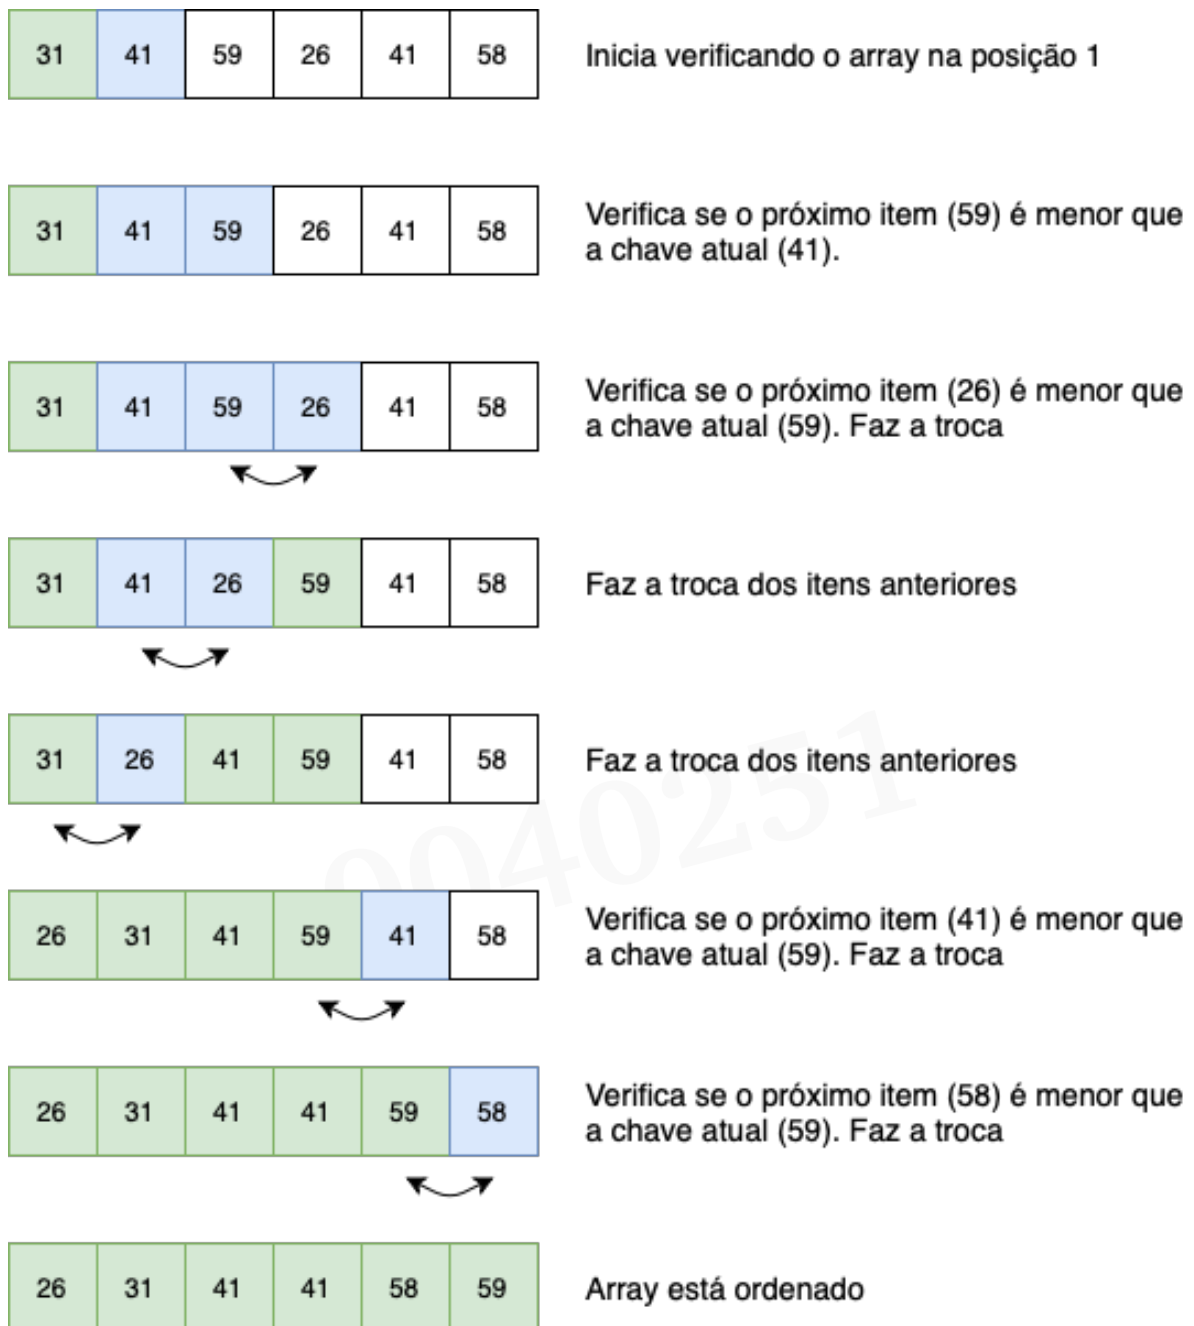 31 41 59 26 41 58 Inicia verificando o array na posição 1
31 41 59 26 41 58 Verifica se o próximo item (59) é menor que
a chave atual (41).
31 41 59 26 41 58 Verifica se o próximo item (26) é menor que
a chave atual (59). Faz a troca
31 41 26 59 41 58 Faz a troca dos itens anteriores
31 26 41 59 41 58 Faz a troca dos itens anteriores
0040251
26 31 41 59 41 58 Verifica se o próximo item (41) é menor que
a chave atual (59). Faz a troca
26 31 41 41 59 58 Verifica se o próximo item (58) é menor que
a chave atual (59). Faz a troca
26 31 41 41 58 59 Array está ordenado